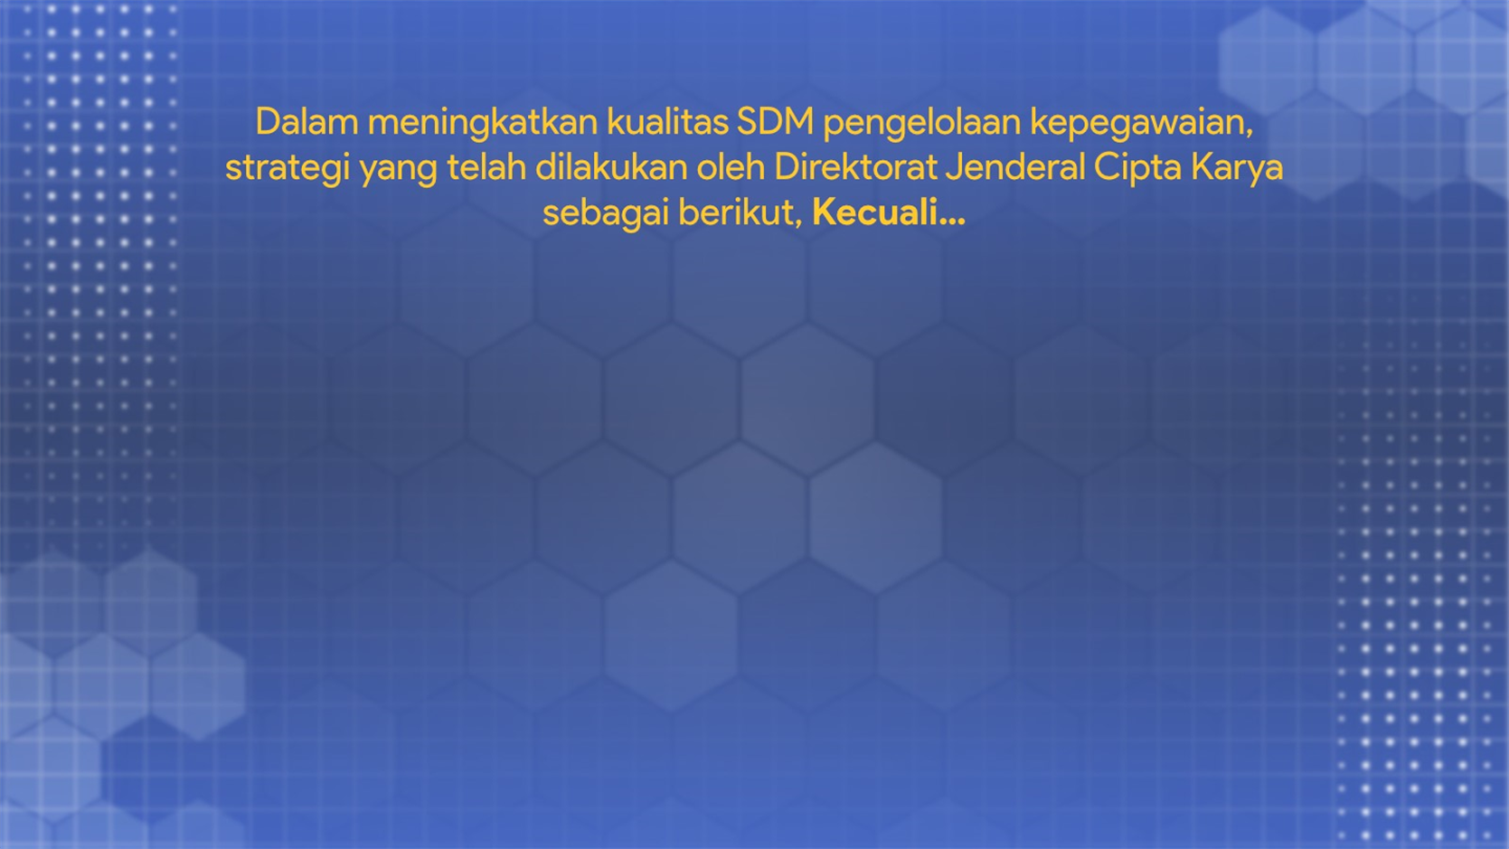 Dalam meningkatkan kualitas SDM pengelolaan kepegawaian,
strategi yang telah dilakukan oleh Direktorat Jenderal Cipta Karya
sebagai berikut, Kecuali...